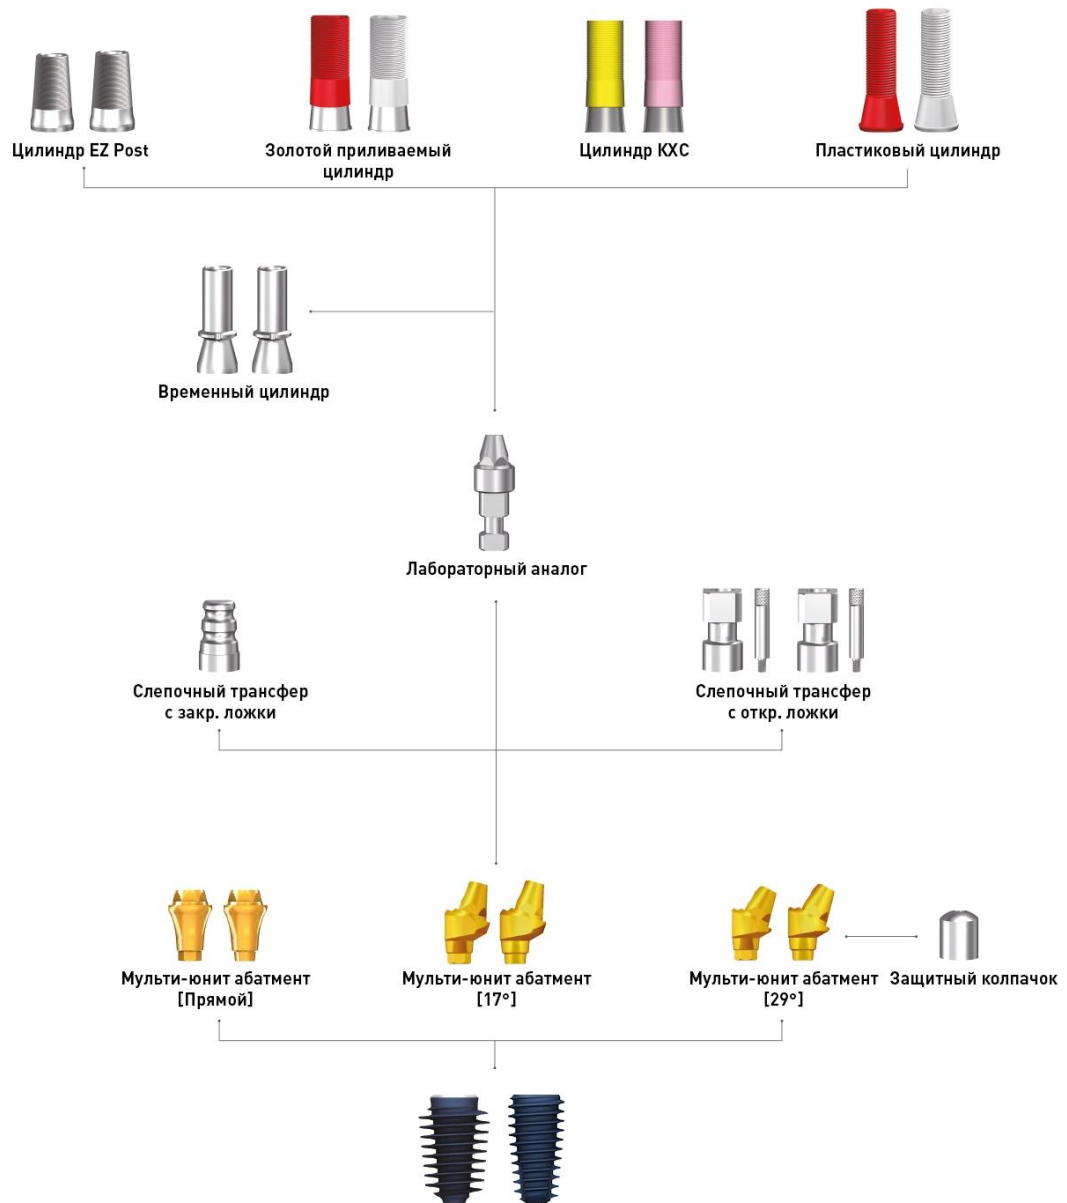 Цилиндр EZ Post
Золотой приливаемый
цилиндр
Цилиндр КХС
Пластиковый цилиндр
Временный цилиндр
Лабораторный аналог
Слепочный трансфер
с закр. ложки
Слепочный трансфер
с откр. ложки
Мульти-юнит абатмент
[Прямой]
Мульти-юнит абатмент
[17°]
Мульти-юнит абатмент
[29°]
Защитный колпачок